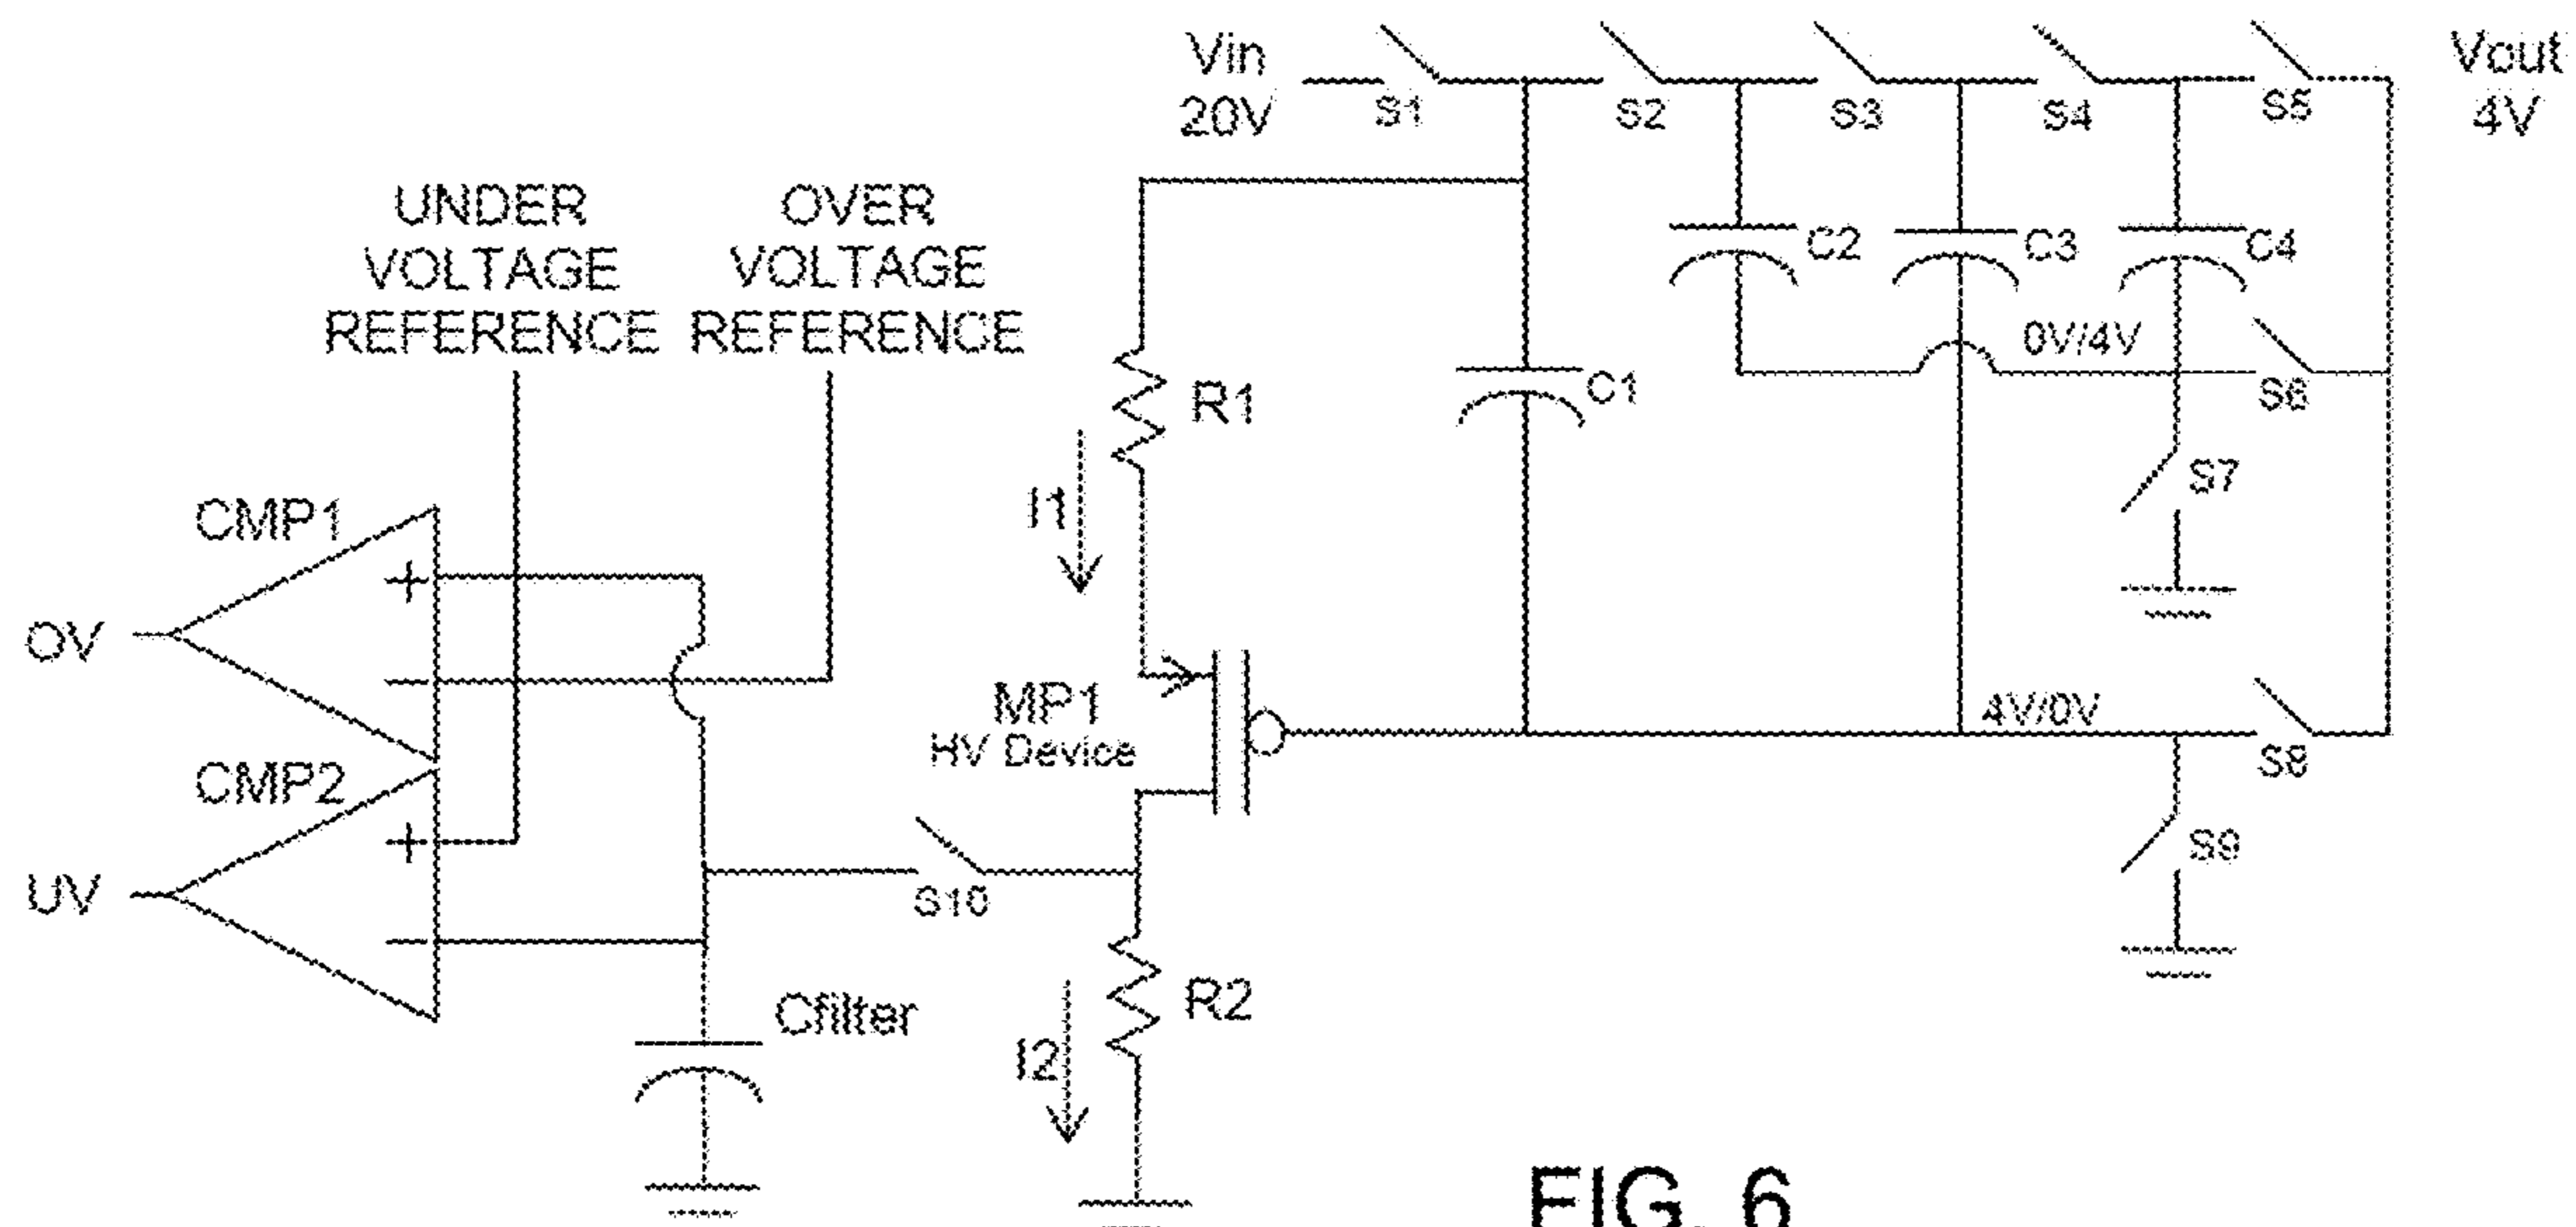 Vin
20V
S1
S2
S3
S4
S5
Vout
4V
UNDER
VOLTAGE
REFERENCE
OVER
VOLTAGE
REFERENCE
C2
C3
C4
0V/4V
S6
R1
C1
S7
I1
CMP1
+
−
OV
MP1
HV Device
4V/0V
S8
CMP2
+
−
UV
S10
S9
Cfilter
R2
I2
FIG. 6